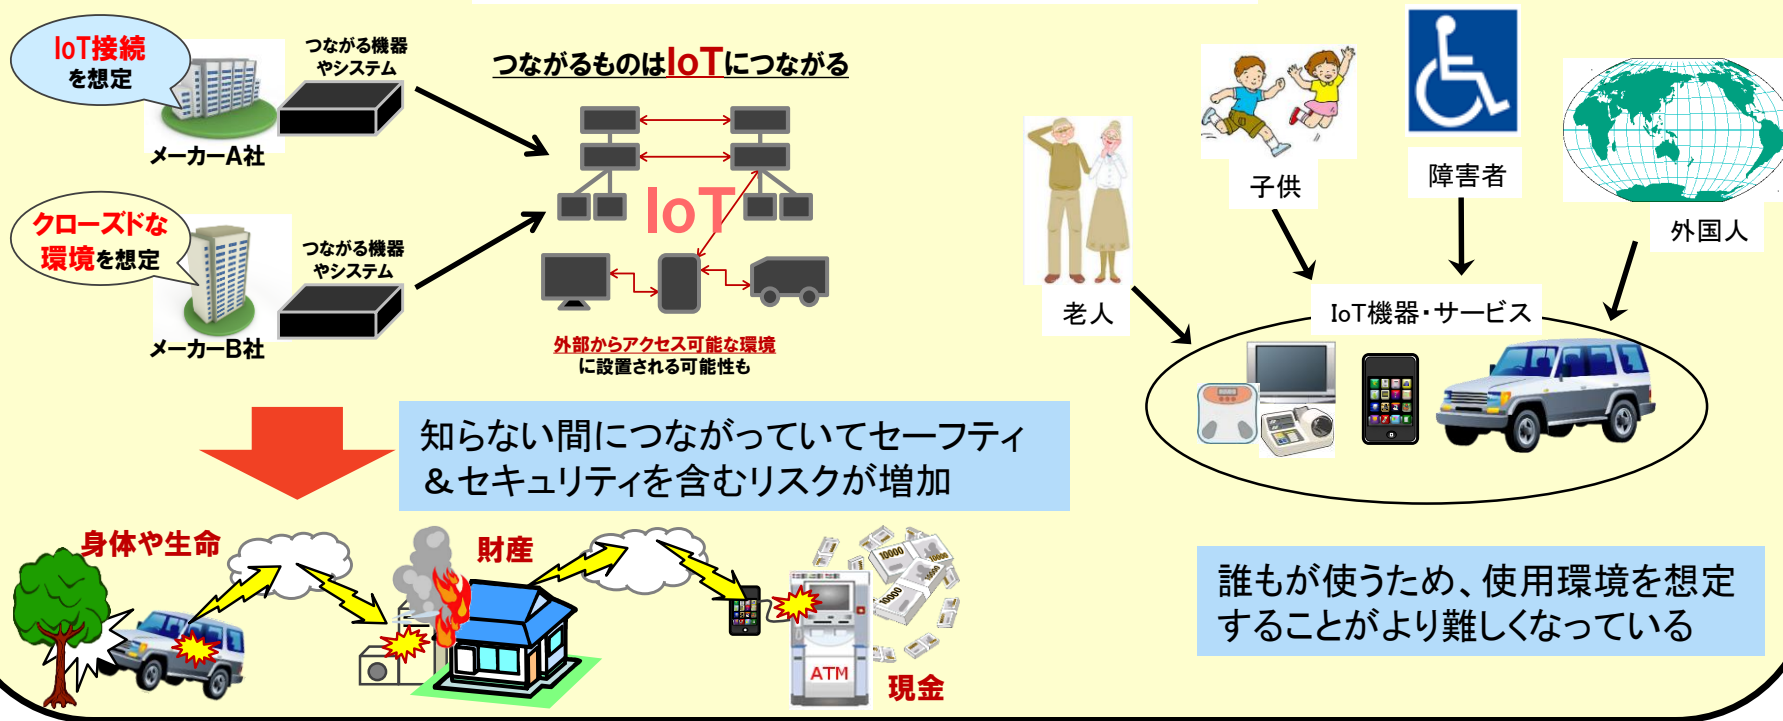 IoT接続
を想定
メーカーA社
つながる機器
やシステム
クローズドな
環境を想定
メーカーB社
つながる機器
やシステム
つながるものはIoTにつながる
IoT
外部からアクセス可能な環境
に設置される可能性も
知らない間につながっていてセーフティ
&セキュリティを含むリスクが増加
身体や生命
財産
10000
10000
10000
10000
ATM
現金
老人
子供
障害者
外国人
IoT機器・サービス
誰もが使うため、使用環境を想定
することがより難しくなっている